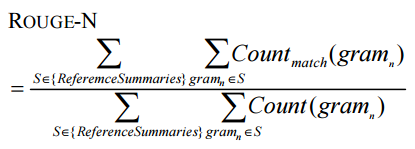 ROUGE-N
∑ ∑ Count_match(gram_n)
S∈{ReferemceSummaries} gram_n∈S
=
∑ ∑ Count(gram_n)
S∈{ReferenceSummaries} gram_n∈S